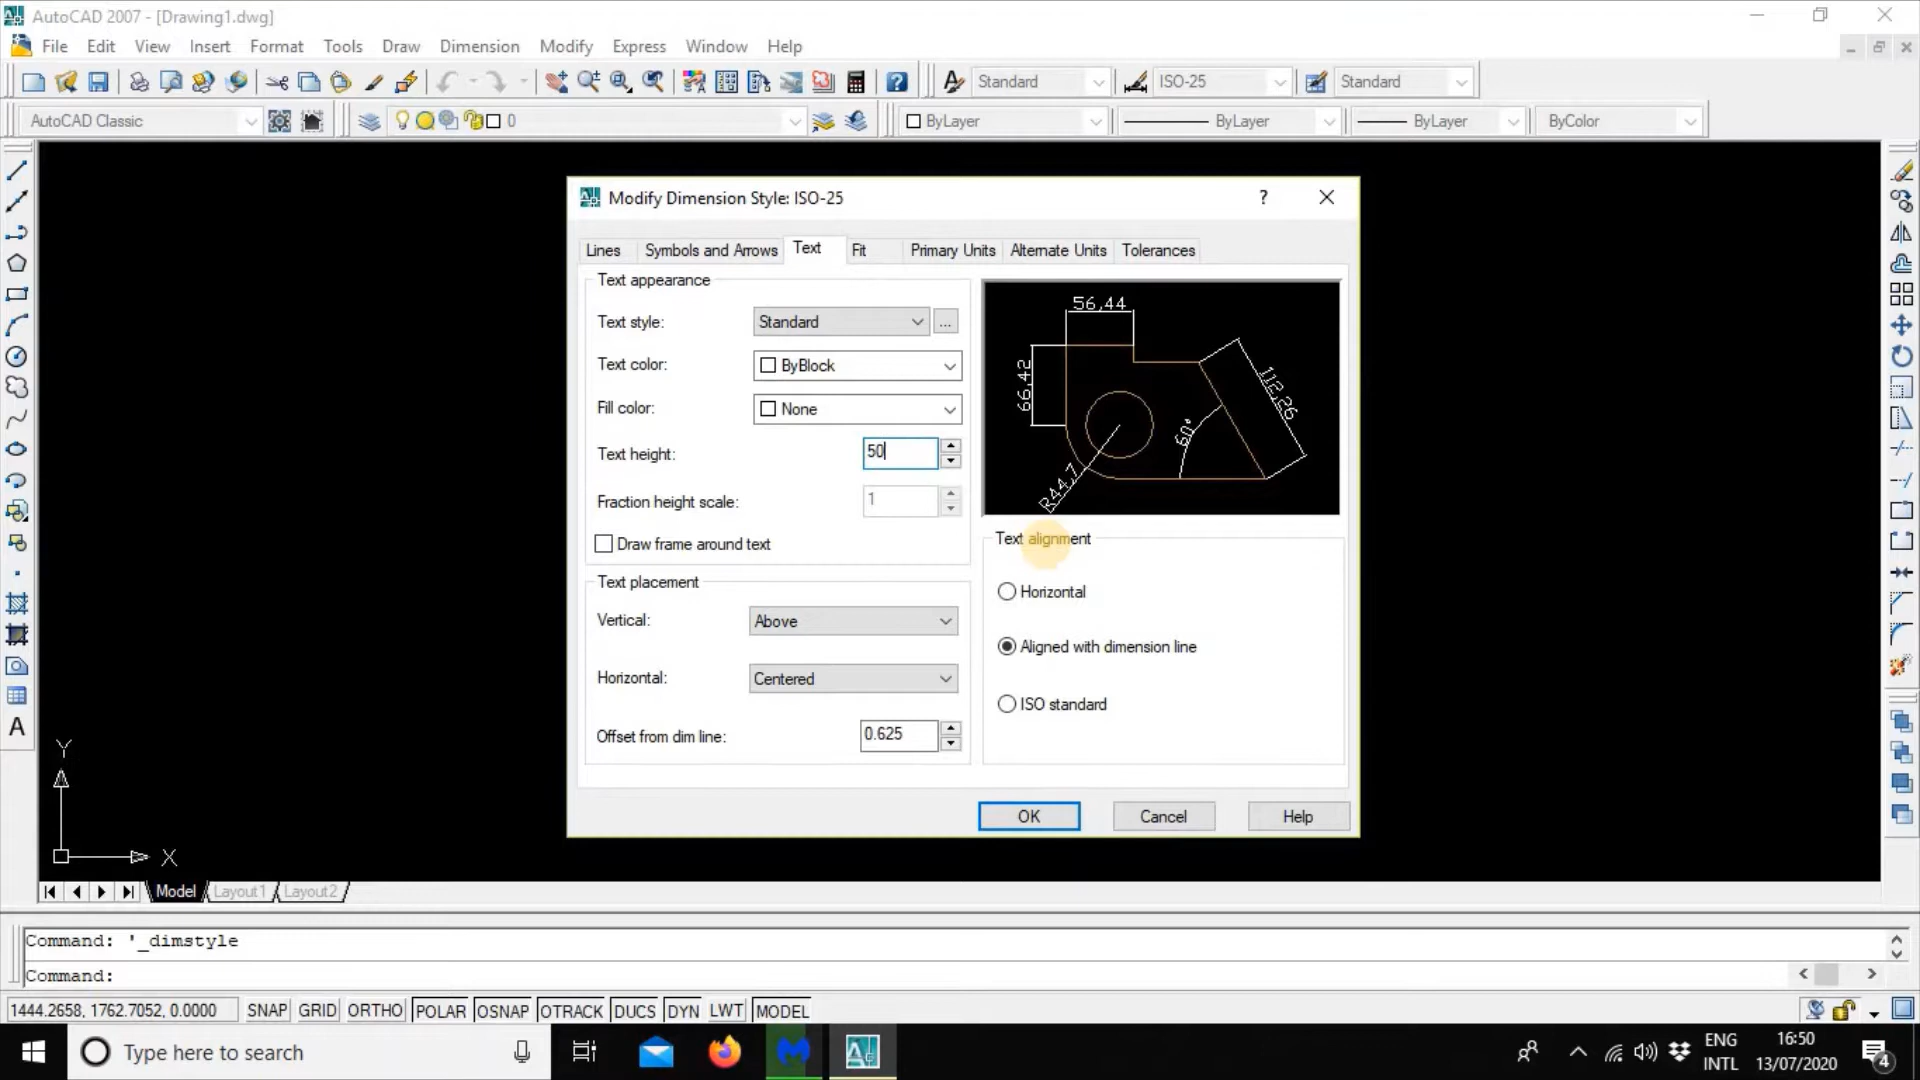 AutoCAD 2007 - [Drawing1.dwg]
File Edit View Insert Format Tools Draw Dimension Modify Express Window Help
Standard ISO-25 Standard
AutoCAD Classic 0 ByLayer ByLayer ByLayer ByColor
Modify Dimension Style: ISO-25 ?
Lines Symbols and Arrows Text Fit Primary Units Alternate Units Tolerances
Text appearance
Text style: Standard ...
Text color: ByBlock
Fill color: None
Text height: 50
Fraction height scale: 1
Draw frame around text
Text placement
Vertical: Above
Horizontal: Centered
Offset from dim line: 0.625
56,44
66,42
112,26
60°
R44,7
Text alignment
Horizontal
Aligned with dimension line
ISO standard
OK Cancel Help
A
Y
X
Model Layout1 Layout2
Command: '_dimstyle
Command:
1444.2658, 1762.7052, 0.0000 SNAP GRID ORTHO POLAR OSNAP OTRACK DUCS DYN LWT MODEL
Type here to search
ENG
INTL
16:50
13/07/2020
4